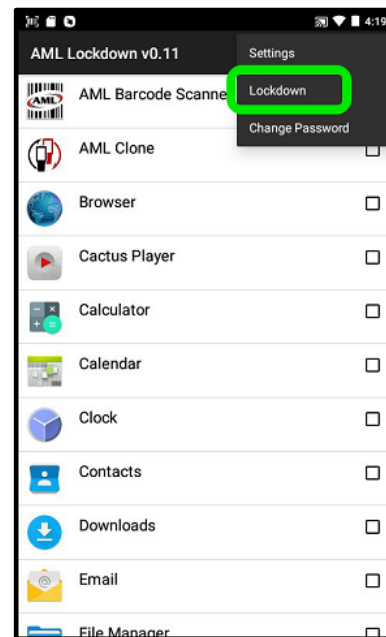 4:19
AML Lockdown v0.11
Settings
Lockdown
Change Password
AML
AML Barcode Scanne
AML Clone
Browser
Cactus Player
Calculator
Calendar
Clock
Contacts
Downloads
Email
File Manager